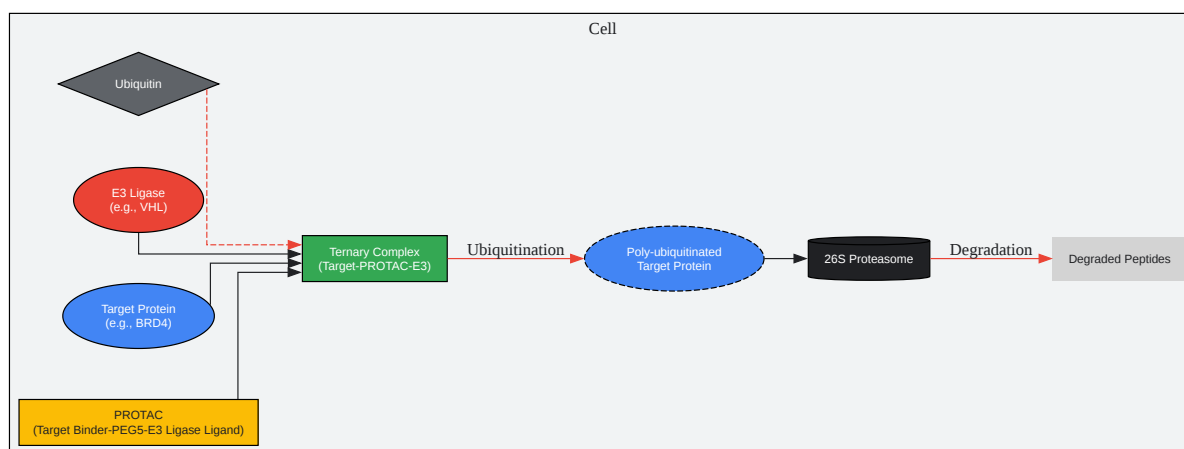 Cell
Ubiquitin
E3 Ligase
(e.g., VHL)
Ternary Complex
(Target-PROTAC-E3)
Ubiquitination
Poly-ubiquitinated
Target Protein
26S Proteasome
Degradation
Degraded Peptides
Target Protein
(e.g., BRD4)
PROTAC
(Target Binder-PEG5-E3 Ligase Ligand)